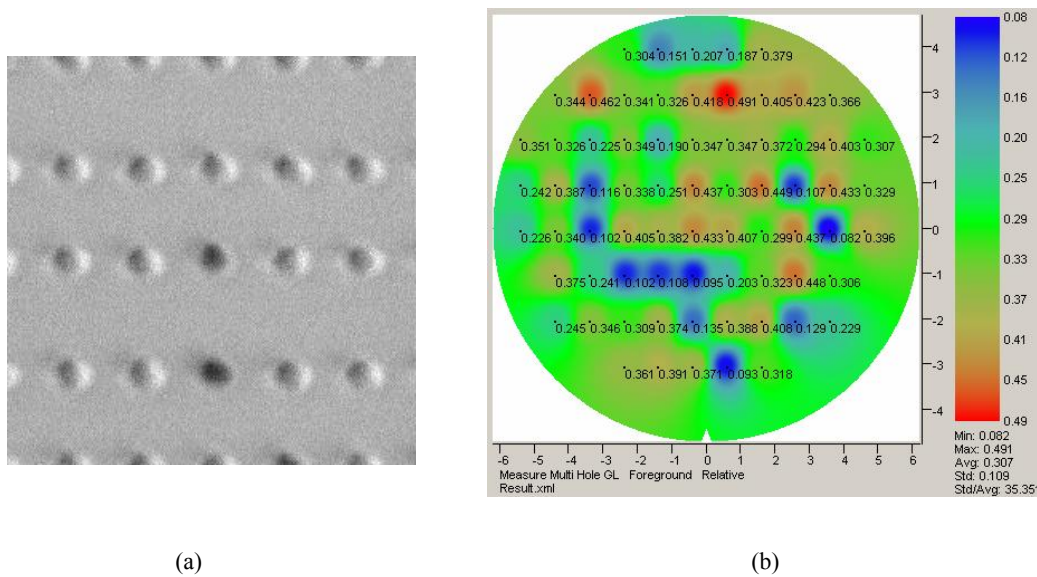 0.08
0.12
0.16
0.20
0.25
0.29
0.33
0.37
0.41
0.45
0.49
4
3
2
1
0
-1
-2
-3
-4
0.304 0.151 0.207 0.187 0.379
0.344 0.462 0.341 0.326 0.418 0.491 0.405 0.423 0.366
0.351 0.326 0.225 0.349 0.190 0.347 0.347 0.372 0.294 0.403 0.307
0.242 0.387 0.116 0.338 0.251 0.437 0.303 0.449 0.107 0.433 0.329
0.226 0.340 0.102 0.405 0.382 0.433 0.407 0.299 0.437 0.082 0.396
0.375 0.241 0.102 0.108 0.095 0.203 0.323 0.448 0.306
0.245 0.346 0.309 0.374 0.135 0.388 0.408 0.129 0.229
0.361 0.391 0.371 0.093 0.318
-6 -5 -4 -3 -2 -1 0 1 2 3 4 5 6
Measure Multi Hole GL Foreground Relative
Result.xml
Min: 0.082
Max: 0.491
Avg: 0.307
Std: 0.109
Std/Avg: 35.35
(a)
(b)